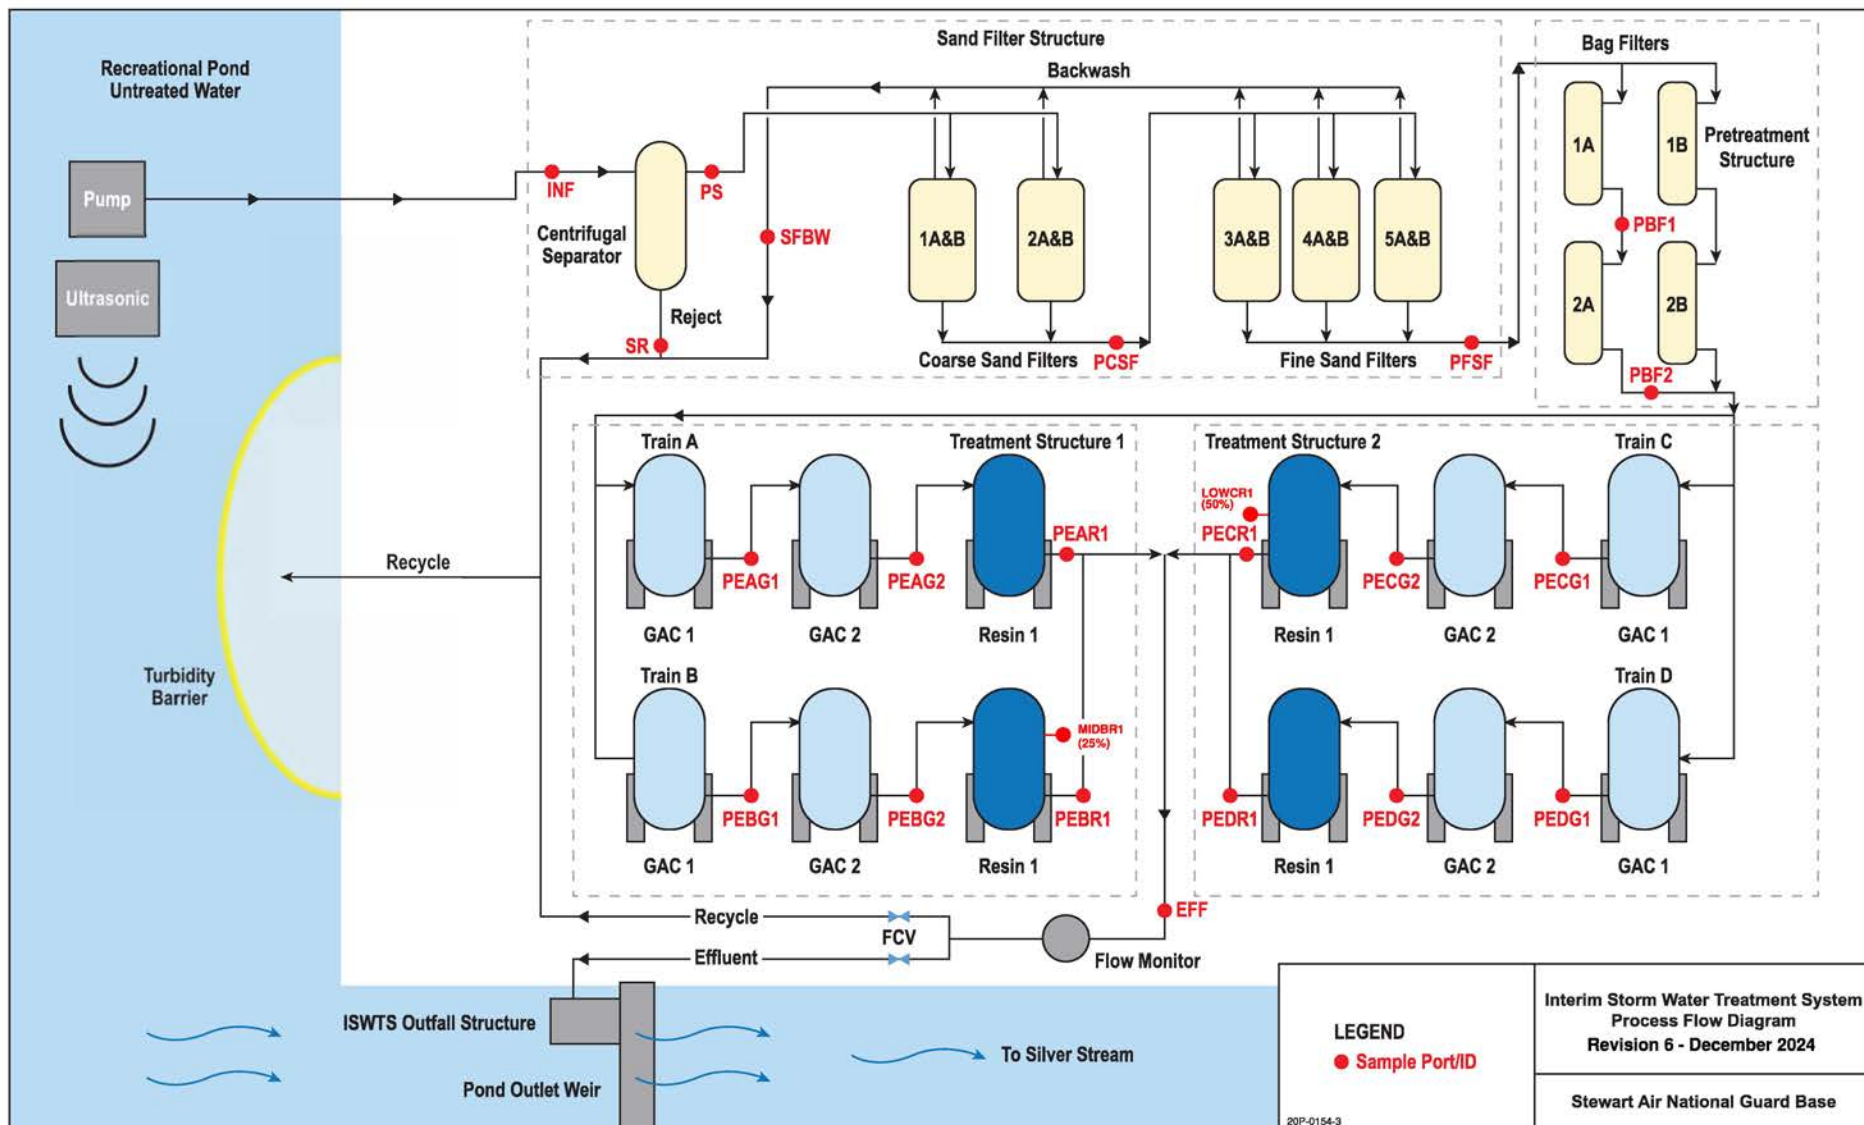 Sand Filter Structure
Backwash
Bag Filters
Recreational Pond
Untreated Water
Pump
Ultrasonic
INF
PS
Centrifugal
Separator
SFBW
Reject
SR
1A&B
2A&B
3A&B
4A&B
5A&B
Coarse Sand Filters
PCSF
Fine Sand Filters
PFSF
1A
1B
Pretreatment
Structure
PBF1
2A
2B
PBF2
Train A
Treatment Structure 1
PEAG1
PEAG2
PEAR1
GAC 1
GAC 2
Resin 1
Train B
MIDBR1
(25%)
PEBG1
PEBG2
PEBR1
GAC 1
GAC 2
Resin 1
Treatment Structure 2
Train C
LOWCR1
(50%)
PECR1
PECG2
PECG1
Resin 1
GAC 2
GAC 1
Train D
PEDR1
PEDG2
PEDG1
Resin 1
GAC 2
GAC 1
Recycle
Turbidity
Barrier
Recycle
FCV
Effluent
EFF
Flow Monitor
ISWTS Outfall Structure
Pond Outlet Weir
To Silver Stream
LEGEND
Sample Port/ID
20P-0154-3
Interim Storm Water Treatment System
Process Flow Diagram
Revision 6 - December 2024
Stewart Air National Guard Base